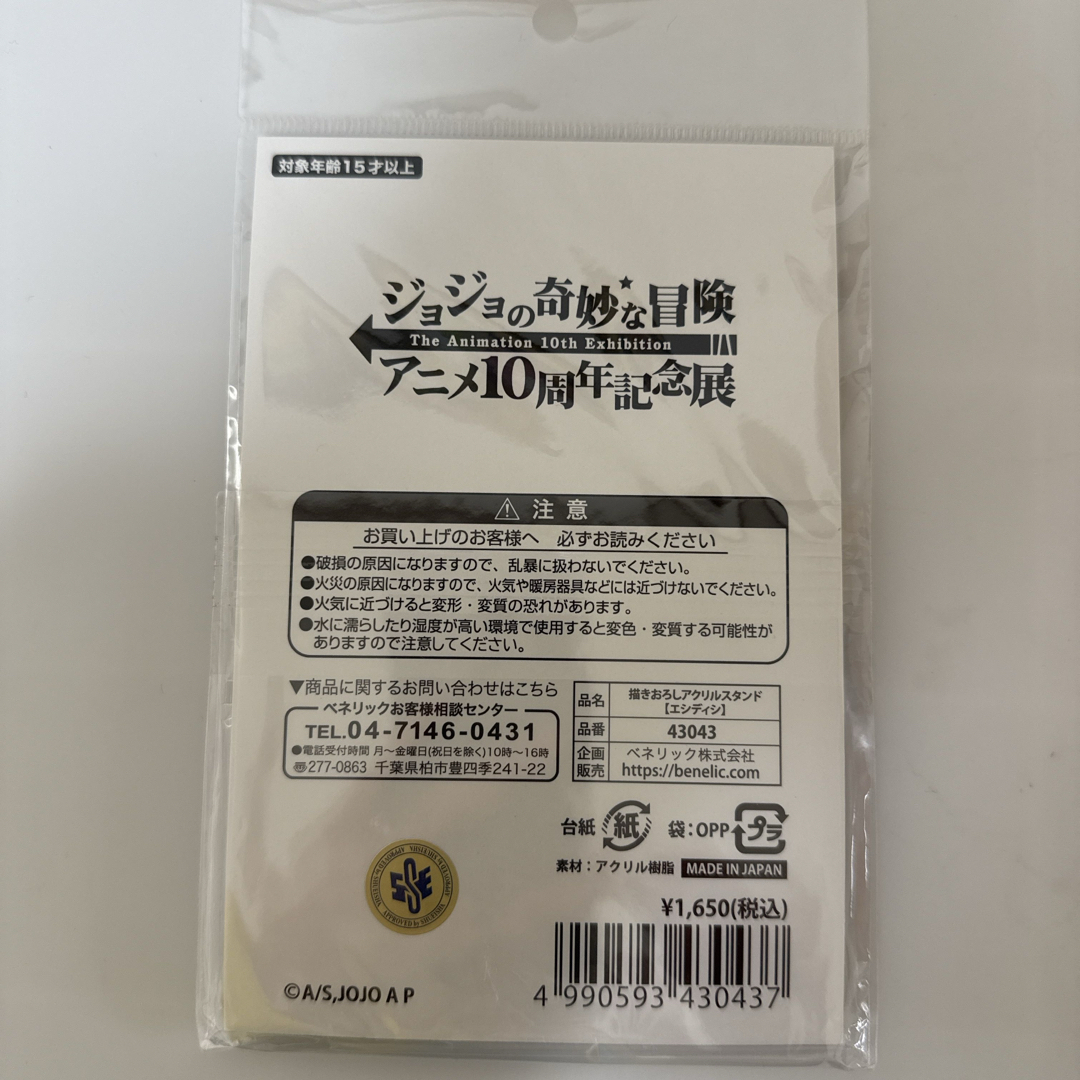 対象年齢15才以上
ジョジョの奇妙な冒険
The Animation 10th Exhibition
アニメ10周年記念展
注意
お買い上げのお客様へ 必ずお読みください
●破損の原因になりますので、乱暴に扱わないでください。
●火災の原因になりますので、火気や暖房器具などには近づけないでください。
●火気に近づけると変形・変質の恐れがあります。
●水に濡らしたり湿度が高い環境で使用すると変色・変質する可能性が
ありますので注意してください。
▼商品に関するお問い合わせはこちら
ベネリックお客様相談センター
TEL.04-7146-0431
●電話受付時間 月～金曜日(祝日を除く)10時～16時
〠277-0863 千葉県柏市豊四季241-22
品名 描きおろしアクリルスタンド
【エシディシ】
品番 43043
企画 ベネリック株式会社
販売 https://benelic.com
台紙 紙 袋:OPP プラ
素材:アクリル樹脂 MADE IN JAPAN
¥1,650(税込)
SSE
©A/S,JOJO A P
4 990593 430437